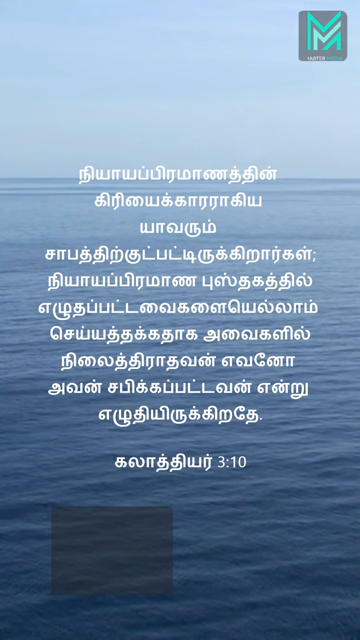 நியாயப்பிரமாணத்தின்
கிரியைக்காரராகிய
யாவரும்
சாபத்திற்குட்பட்டிருக்கிறார்கள்;
நியாயப்பிரமாண புஸ்தகத்தில்
எழுதப்பட்டவைகளையெல்லாம்
செய்யத்தக்கதாக அவைகளில்
நிலைத்திராதவன் எவனோ
அவன் சபிக்கப்பட்டவன் என்று
எழுதியிருக்கிறதே.
கலாத்தியர் 3:10